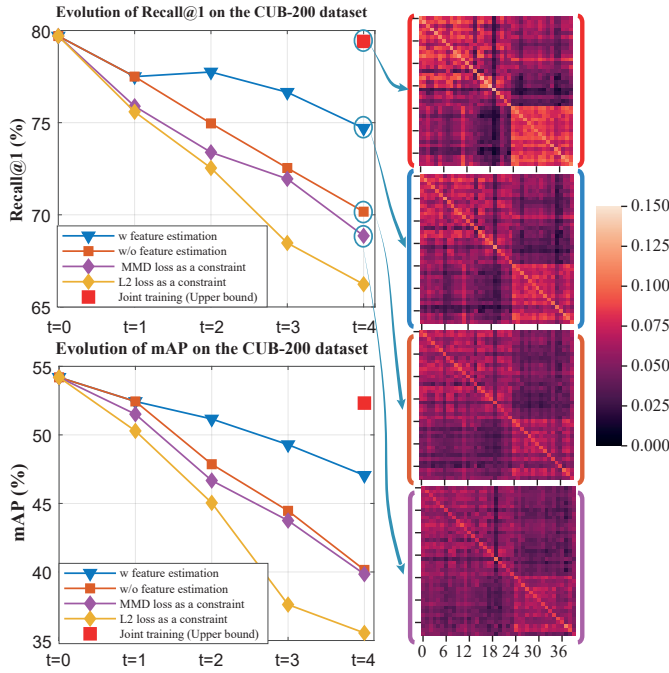 Evolution of Recall@1 on the CUB-200 dataset
80
75
70
65
Recall@1 (%)
w feature estimation
w/o feature estimation
MMD loss as a constraint
L2 loss as a constraint
Joint training (Upper bound)
t=0 t=1 t=2 t=3 t=4
Evolution of mAP on the CUB-200 dataset
55
50
45
40
35
mAP (%)
w feature estimation
w/o feature estimation
MMD loss as a constraint
L2 loss as a constraint
Joint training (Upper bound)
t=0 t=1 t=2 t=3 t=4
0.150
0.125
0.100
0.075
0.050
0.025
0.000
0 6 12 18 24 30 36